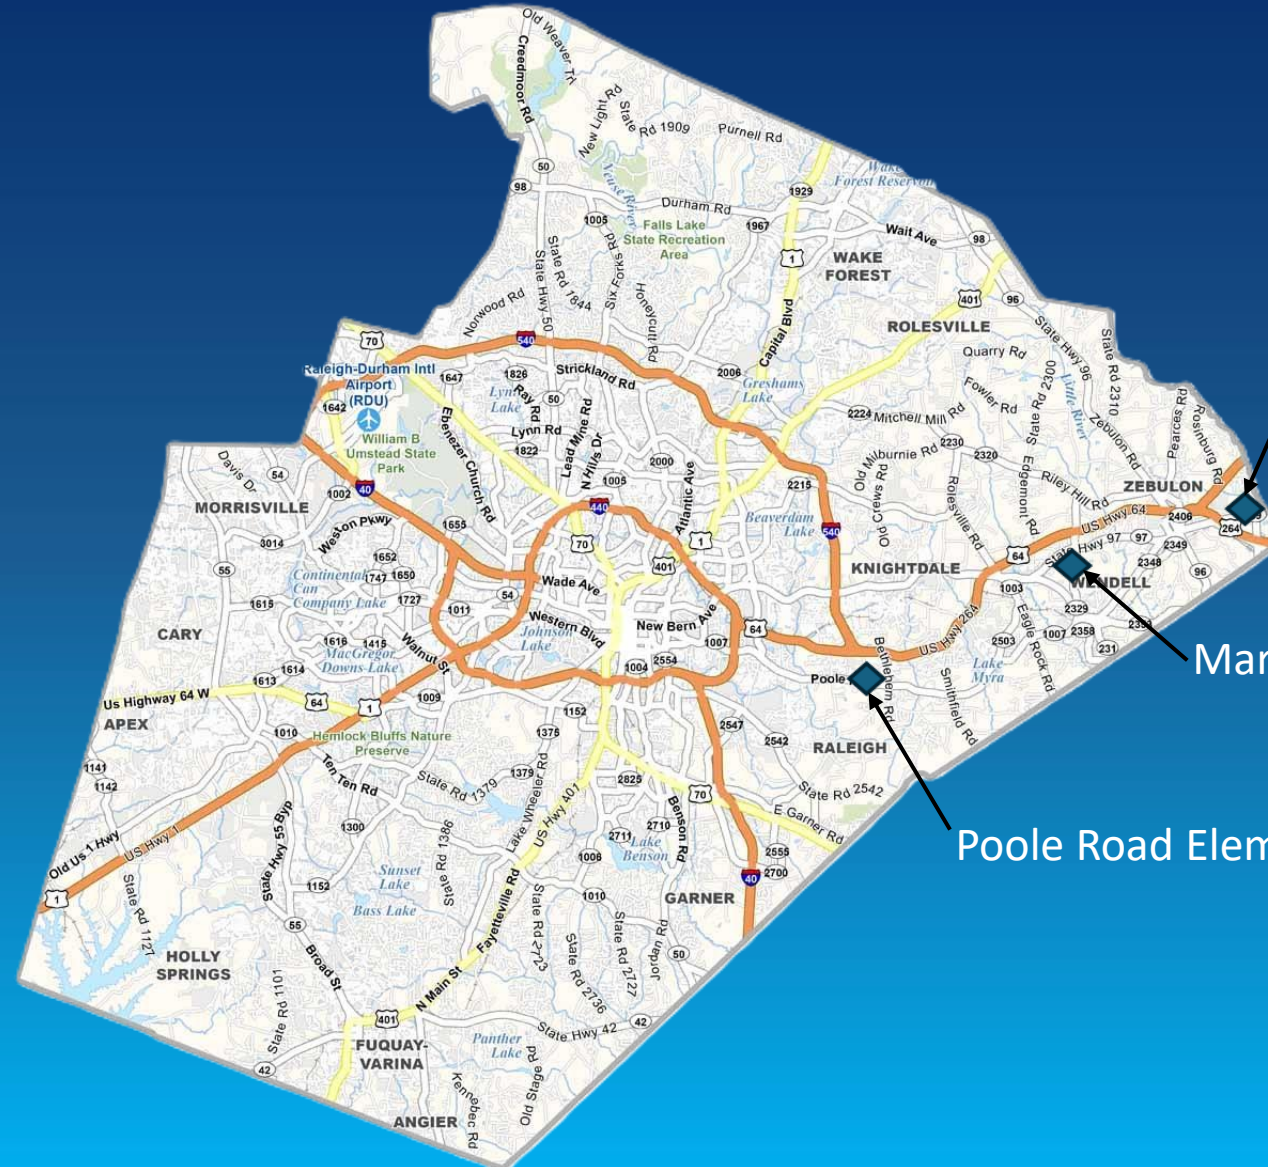 Old Weaver Trl
Creedmoor Rd
New Light Rd
State Rd 1909
Purnell Rd
50
98
Neuse River
1005
Durham Rd
1929
Forest Reservoir
Falls Lake
State Recreation
Area
1967
Wait Ave
98
1
WAKE
FOREST
401
96
ROLESVILLE
State Hwy 50
State Rd 1844
Six Forks Rd
Honeycutt Rd
Norwood Rd
Capital Blvd
State Hwy 96
State Rd 2310
70
540
Raleigh-Durham Intl
Airport
(RDU)
1642
1647
1826
Strickland Rd
2006
Greshams
Lake
Quarry Rd
Fowler Rd
State Rd 2300
Little River
Zebulon Rd
Pearces Rd
Rosinburg Rd
Ray Rd
50
Lynn Rd
1822
Lead Mine Rd
N Hills Dr
Ebenezer Church Rd
William B
Umstead State
Park
2224
Mitchell Mill Rd
2230
2320
Old Milburnie Rd
Old Crews Rd
Rolesville Rd
Edgemont Rd
Riley Hill Rd
ZEBULON
Davis Dr
54
1002
40
MORRISVILLE
Weston Pkwy
3014
1655
1005
2000
Atlantic Ave
440
2215
540
Beaverdam
Lake
US Hwy 64
2406
264
State Hwy 97
97
2349
2348
96
64
KNIGHTDALE
70
401
1
55
1652
1747
1650
1727
Continental
Can
Company Lake
1615
Wade Ave
54
1011
Western Blvd
New Bern Ave
1007
64
Johnson
Lake
WENDELL
1003
2329
2358
1007
2503
231
Eagle Rock Rd
US Hwy 264
Lake
Myra
CARY
1616
1415
MacGregor
Downs Lake
Walnut St
1614
1613
1004
2554
Poole
Bethlehem Rd
Smithfield Rd
Mar
US Highway 64 W
64
1
1009
APEX
1010
Hemlock Bluffs Nature
Preserve
1152
1375
2547
2542
RALEIGH
1141
1142
Ten Ten Rd
State Rd 1379
1379
Lake Wheeler Rd
US Hwy 401
2825
70
State Rd 2542
E Garner Rd
Poole Road Elem
Old Us 1 Hwy
US Hwy 1
1
State Hwy 55 Byp
1300
State Rd 1386
2711
2710
Benson Rd
Lake
Benson
1006
2555
2700
40
State Rd 1127
1152
Sunset
Lake
Bass Lake
Fayetteville Rd
1010
GARNER
55
HOLLY
SPRINGS
Broad St
State Rd 2723
State Rd 2736
State Rd 2727
Jordan Rd
50
State Rd 1101
N Main St
401
State Hwy 42
42
FUQUAY-
VARINA
Panther
Lake
42
Old Stage Rd
Kennebec Rd
ANGIER